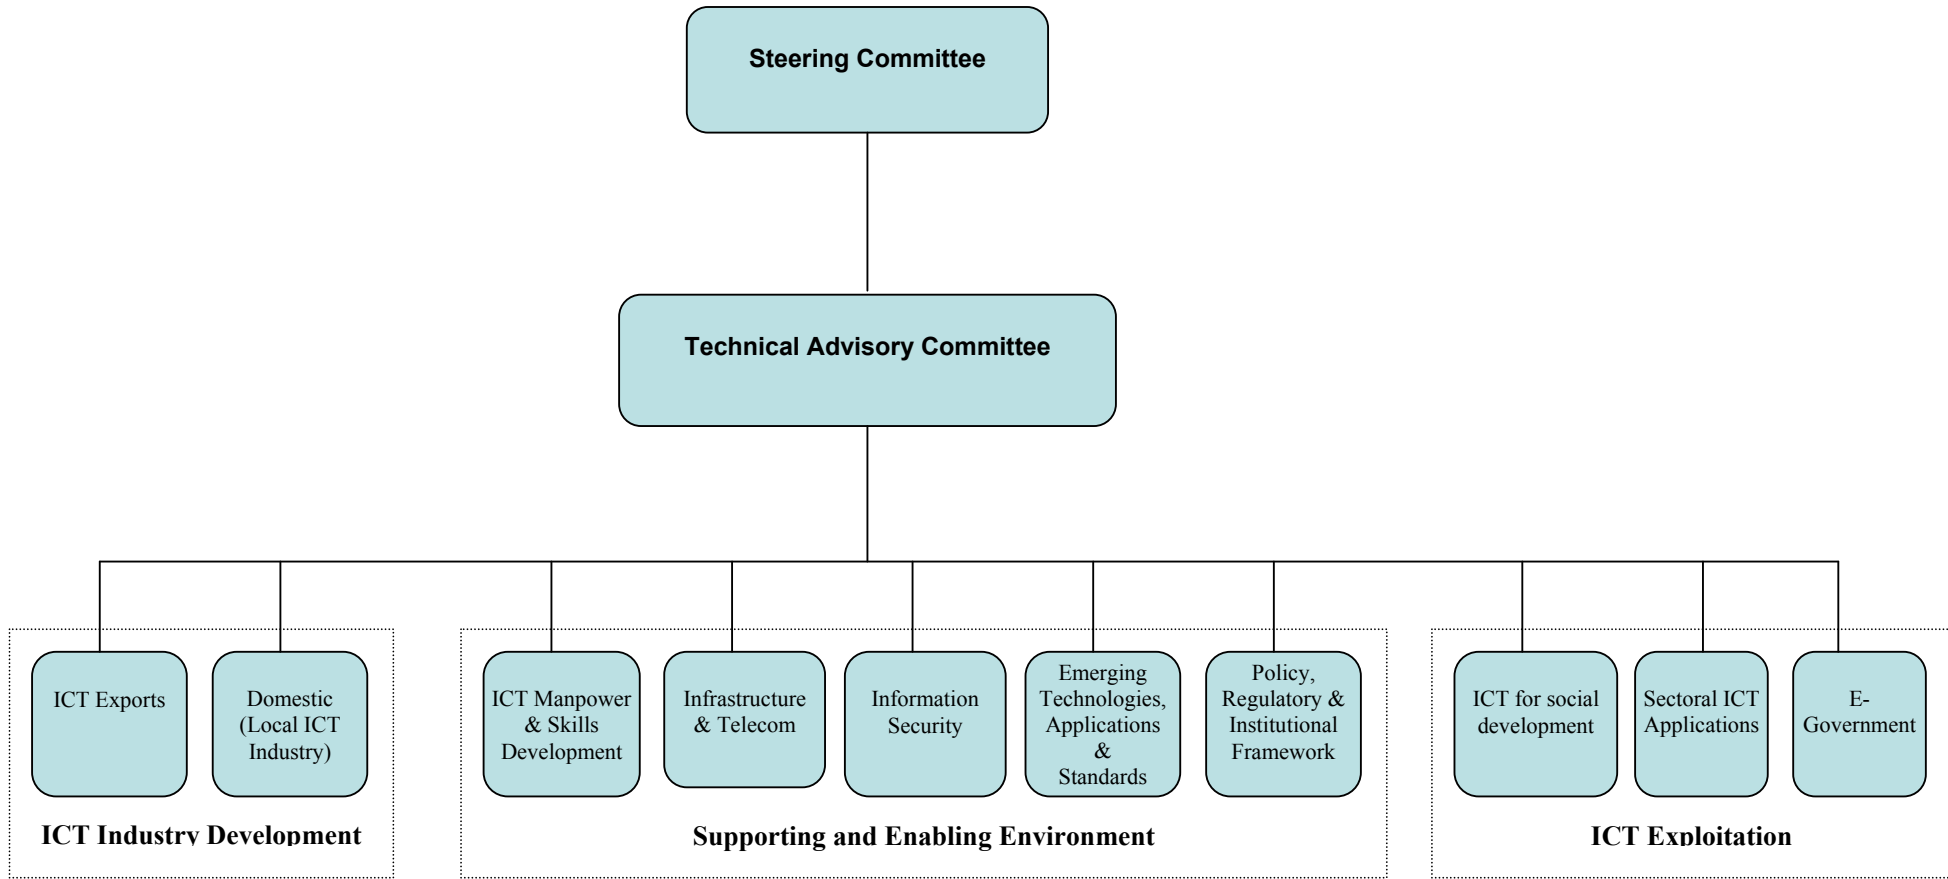 Steering Committee
Technical Advisory Committee
ICT Exports
Domestic
(Local ICT
Industry)
ICT Manpower
& Skills
Development
Infrastructure
& Telecom
Information
Security
Emerging
Technologies,
Applications
&
Standards
Policy,
Regulatory &
Institutional
Framework
ICT for social
development
Sectoral ICT
Applications
E-
Government
ICT Industry Development
Supporting and Enabling Environment
ICT Exploitation